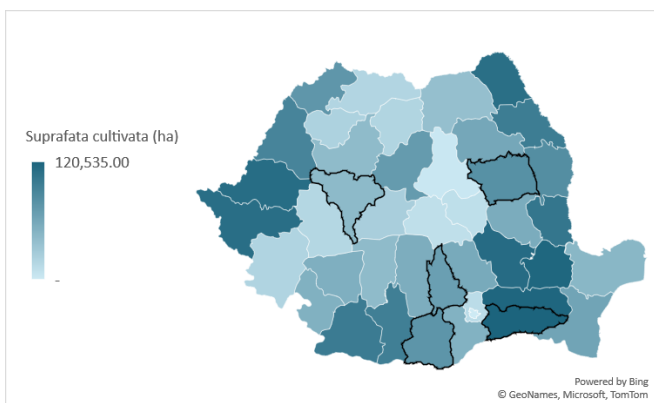 Suprafata cultivata (ha)
120,535.00
-
Powered by Bing
© GeoNames, Microsoft, TomTom